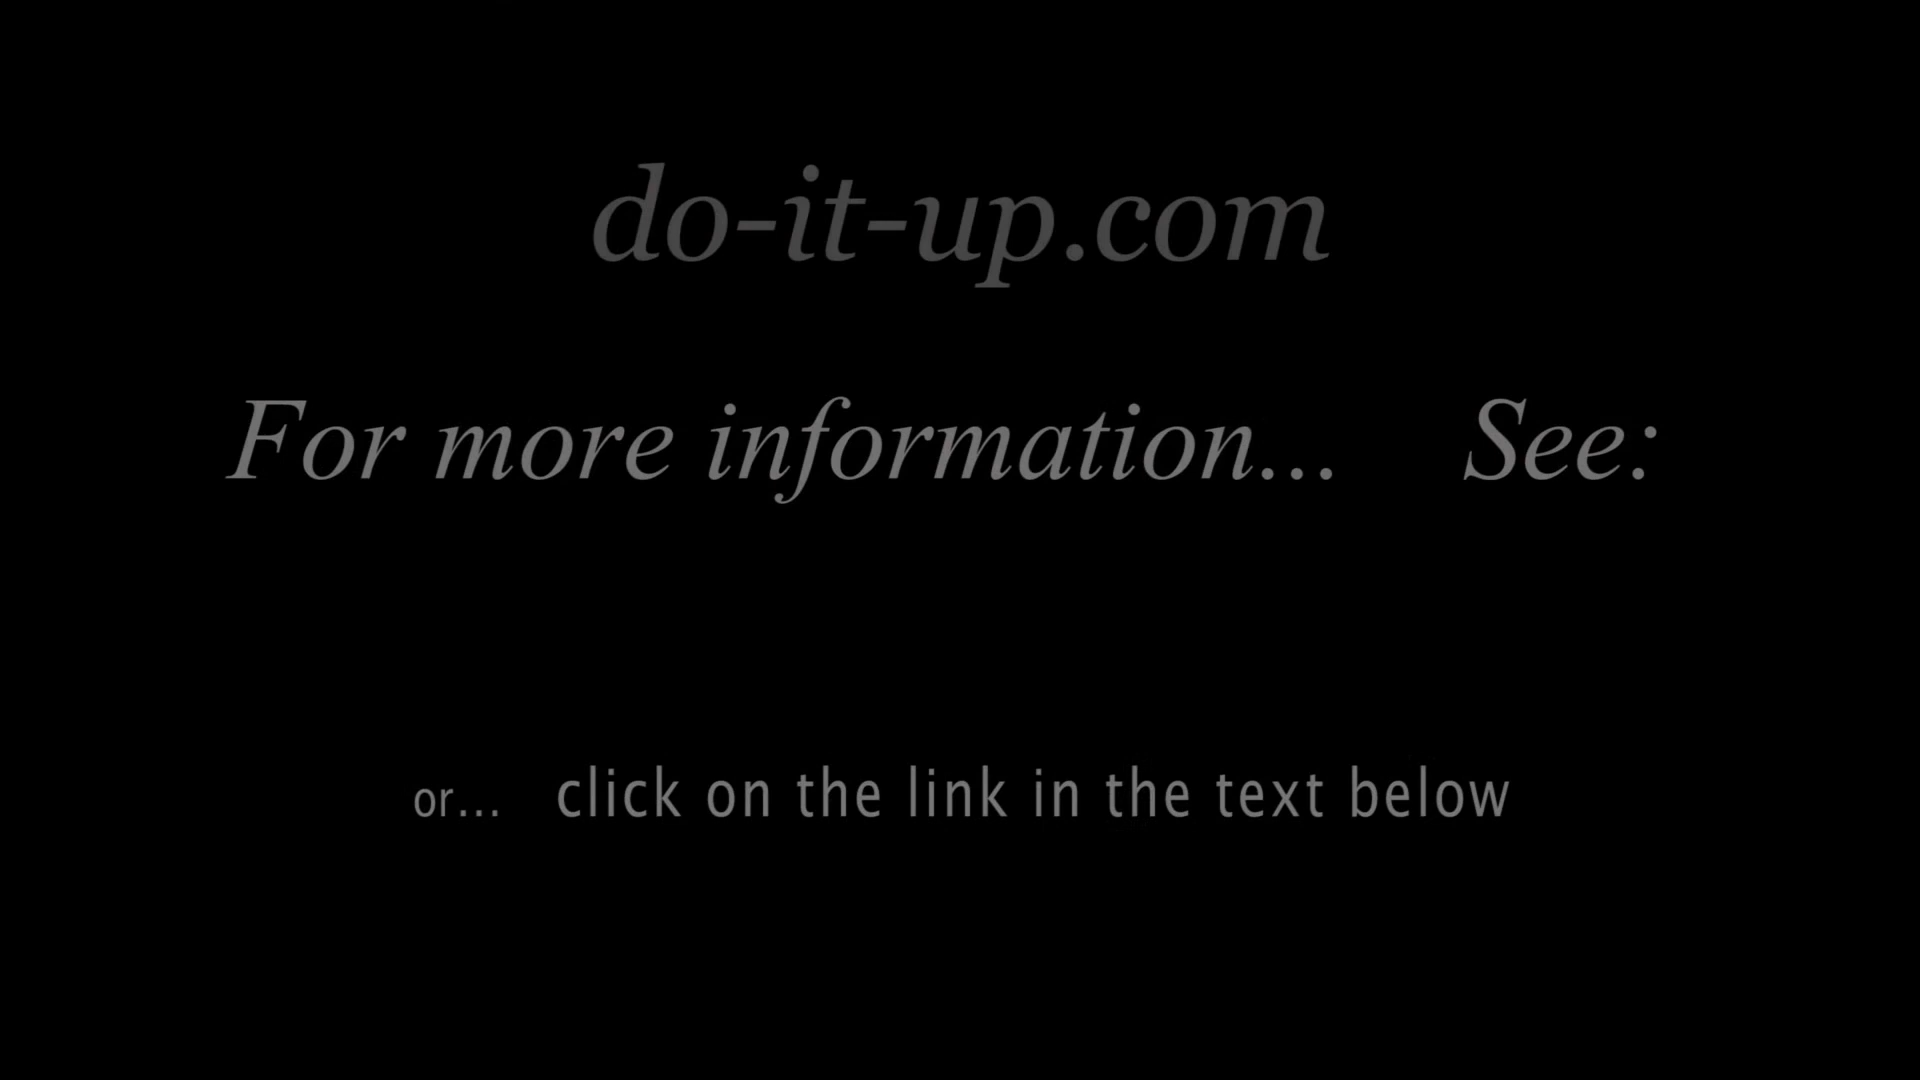 do-it-up.com
For more information... See:
or... click on the link in the text below